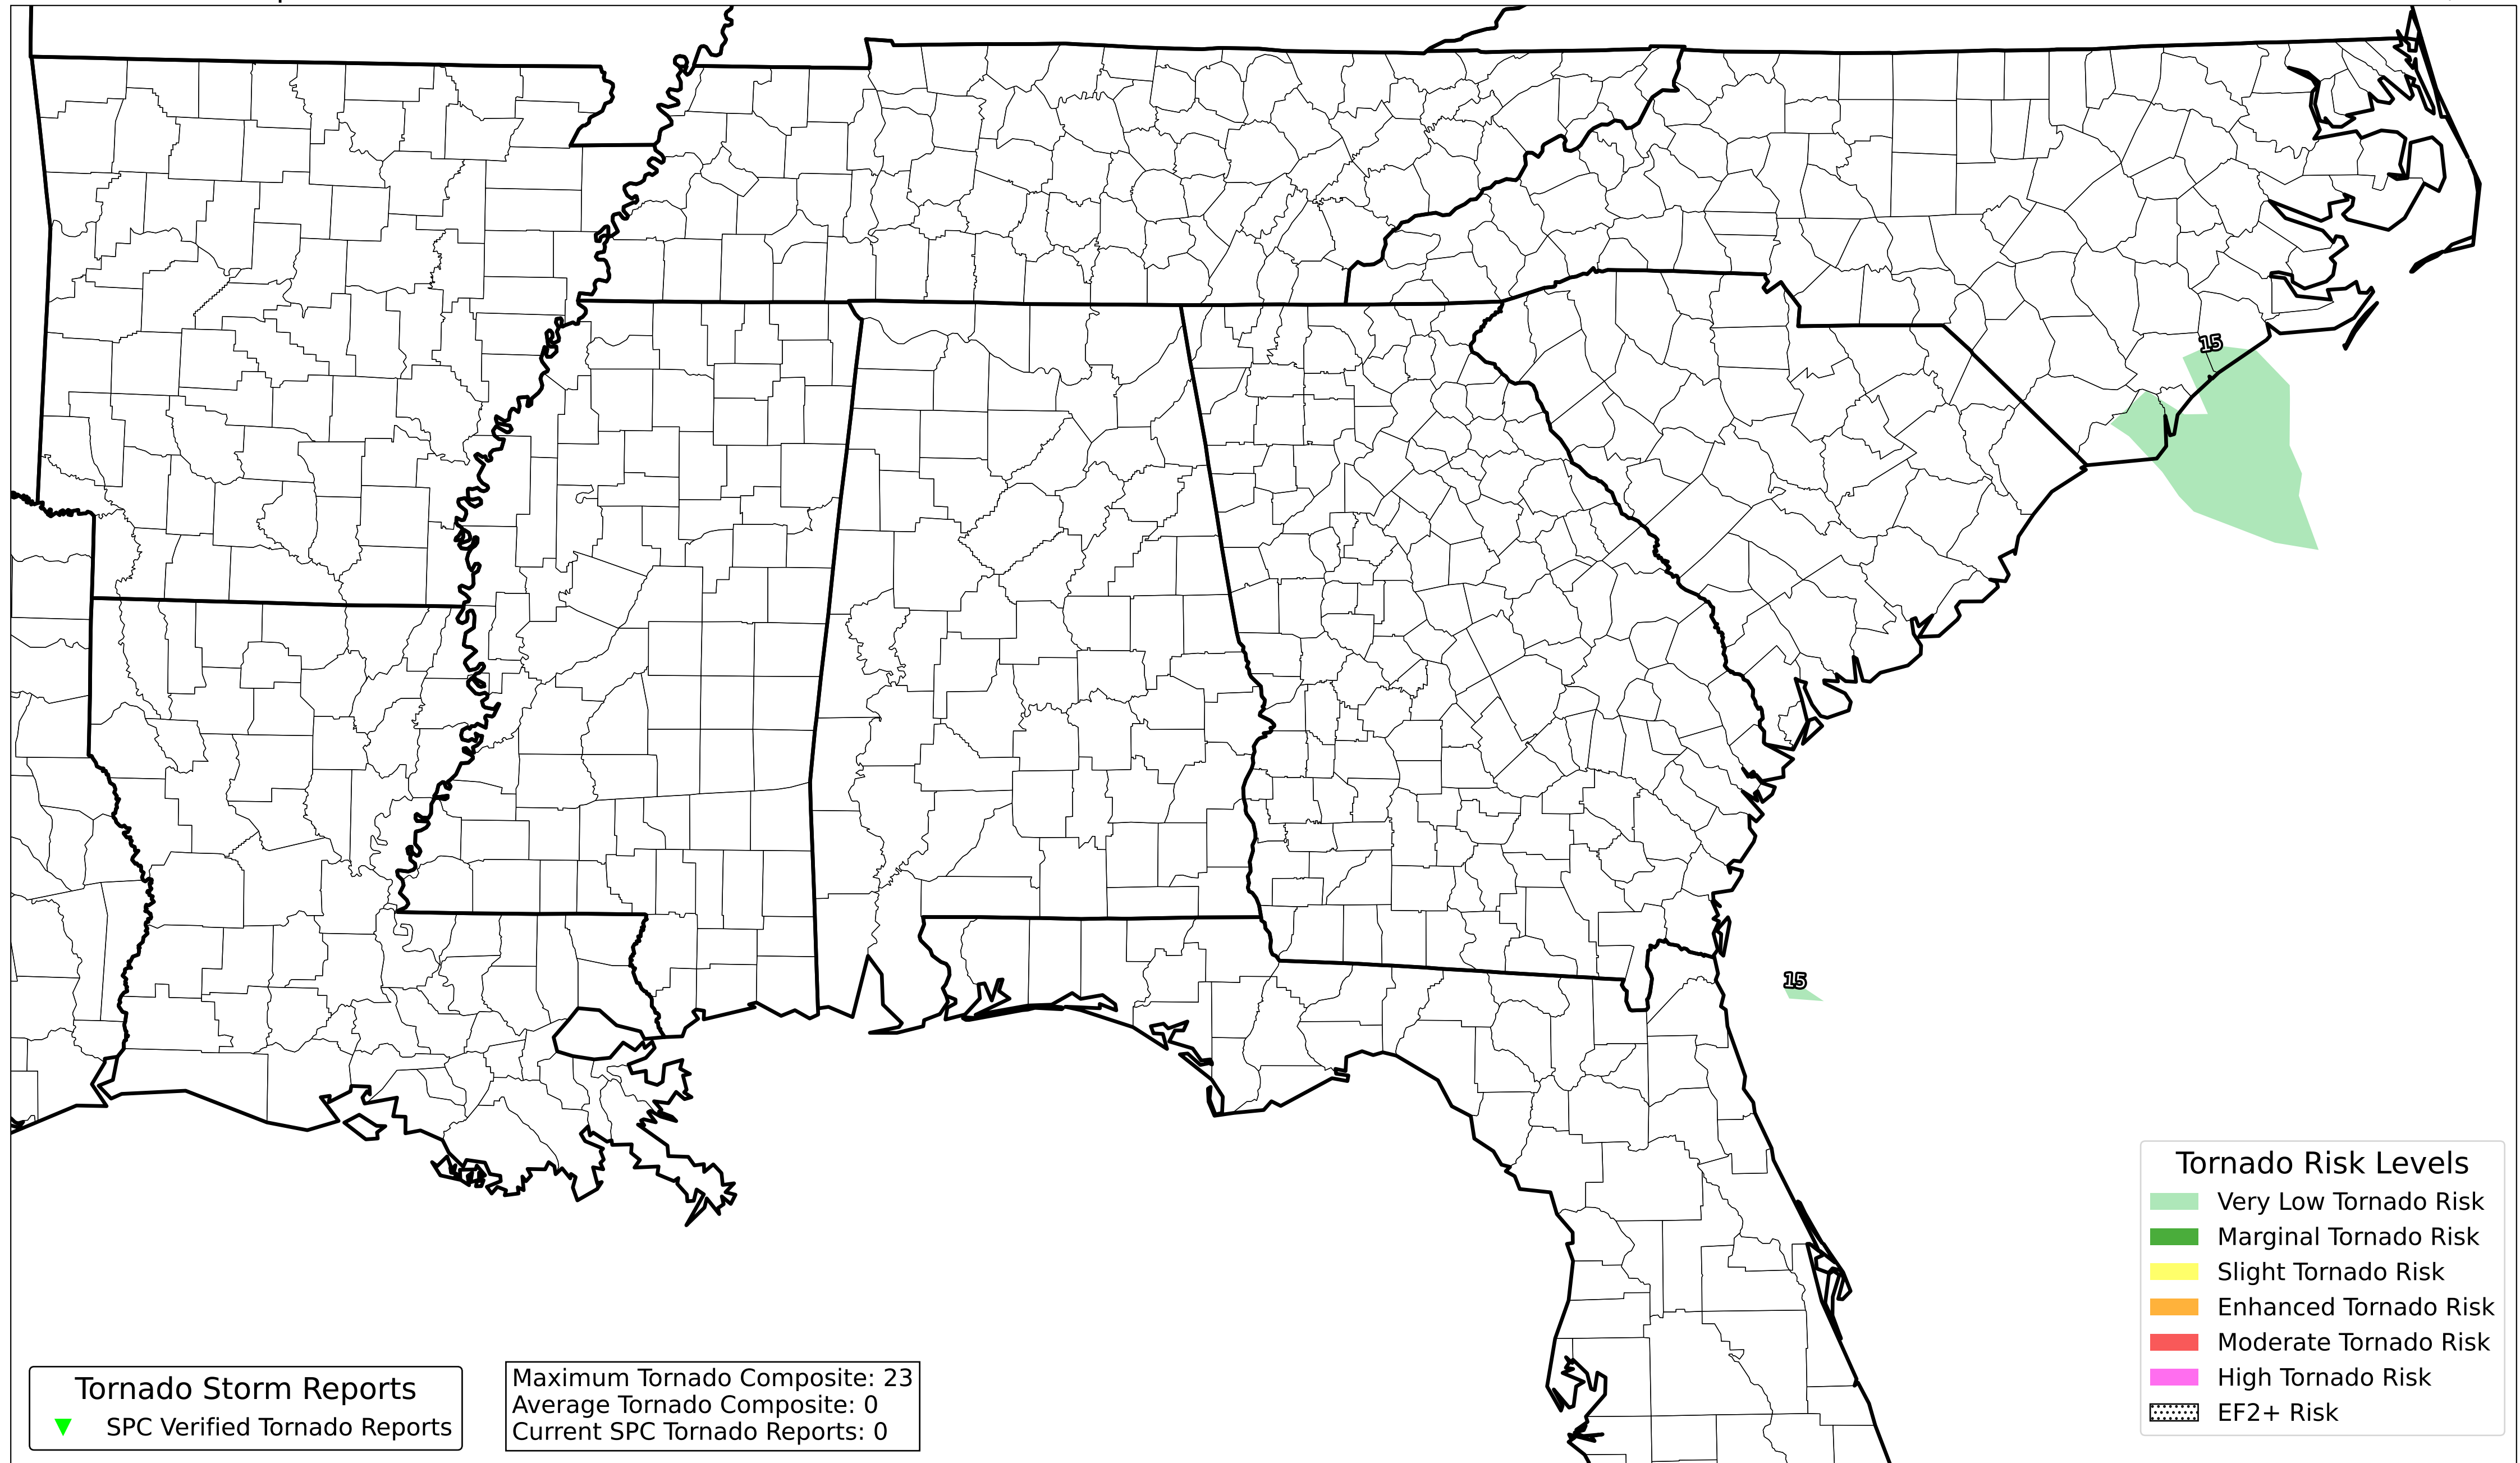 15
15
Tornado Risk Levels
Very Low Tornado Risk
Marginal Tornado Risk
Slight Tornado Risk
Enhanced Tornado Risk
Moderate Tornado Risk
High Tornado Risk
EF2+ Risk
Tornado Storm Reports
SPC Verified Tornado Reports
Maximum Tornado Composite: 23
Average Tornado Composite: 0
Current SPC Tornado Reports: 0